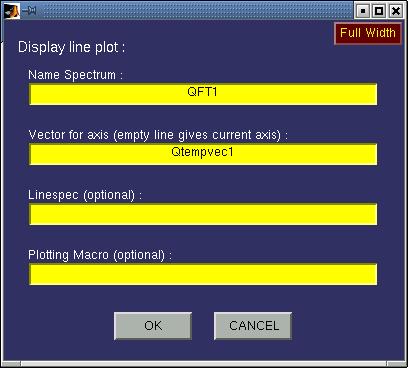 Full Width
Display line plot :
Name Spectrum :
QFT1
Vector for axis (empty line gives current axis) :
Qtempvec1
Linespec (optional) :
Plotting Macro (optional) :
OK CANCEL